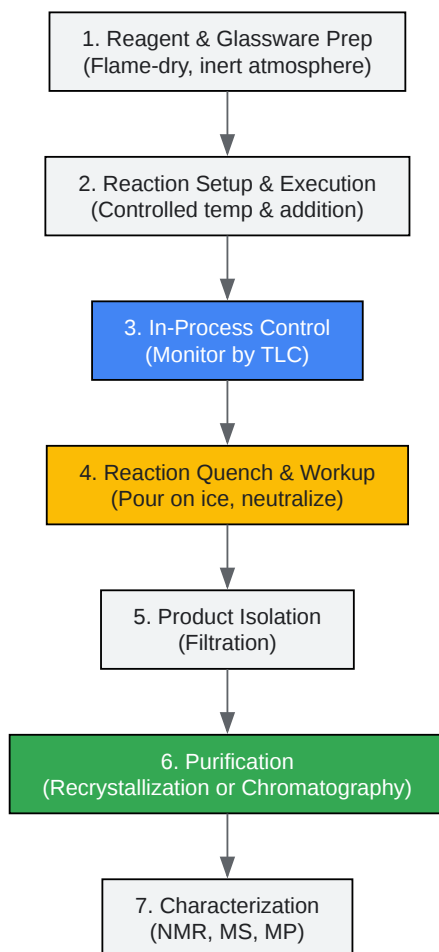 1. Reagent & Glassware Prep
(Flame-dry, inert atmosphere)
2. Reaction Setup & Execution
(Controlled temp & addition)
3. In-Process Control
(Monitor by TLC)
4. Reaction Quench & Workup
(Pour on ice, neutralize)
5. Product Isolation
(Filtration)
6. Purification
(Recrystallization or Chromatography)
7. Characterization
(NMR, MS, MP)